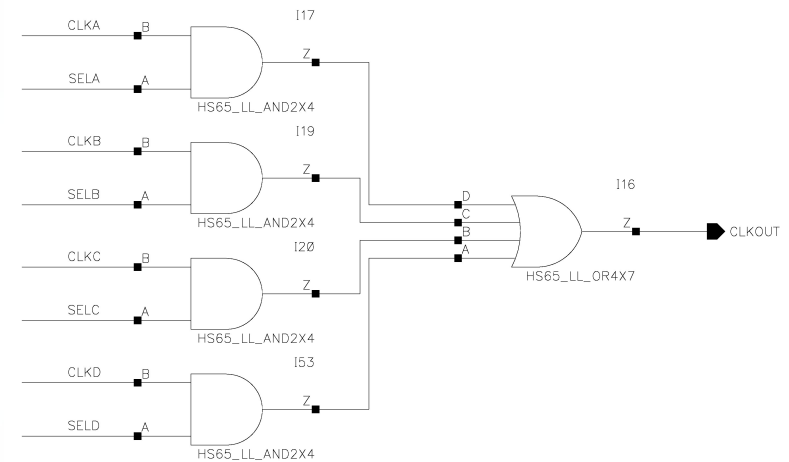 I17
CLKA B
Z
SELA A
HS65_LL_AND2X4
I19
CLKB B
Z
SELB A
HS65_LL_AND2X4
I20
CLKC B
Z
SELC A
HS65_LL_AND2X4
I53
CLKD B
Z
SELD A
HS65_LL_AND2X4
I16
D
C
B
A
Z
CLKOUT
HS65_LL_OR4X7